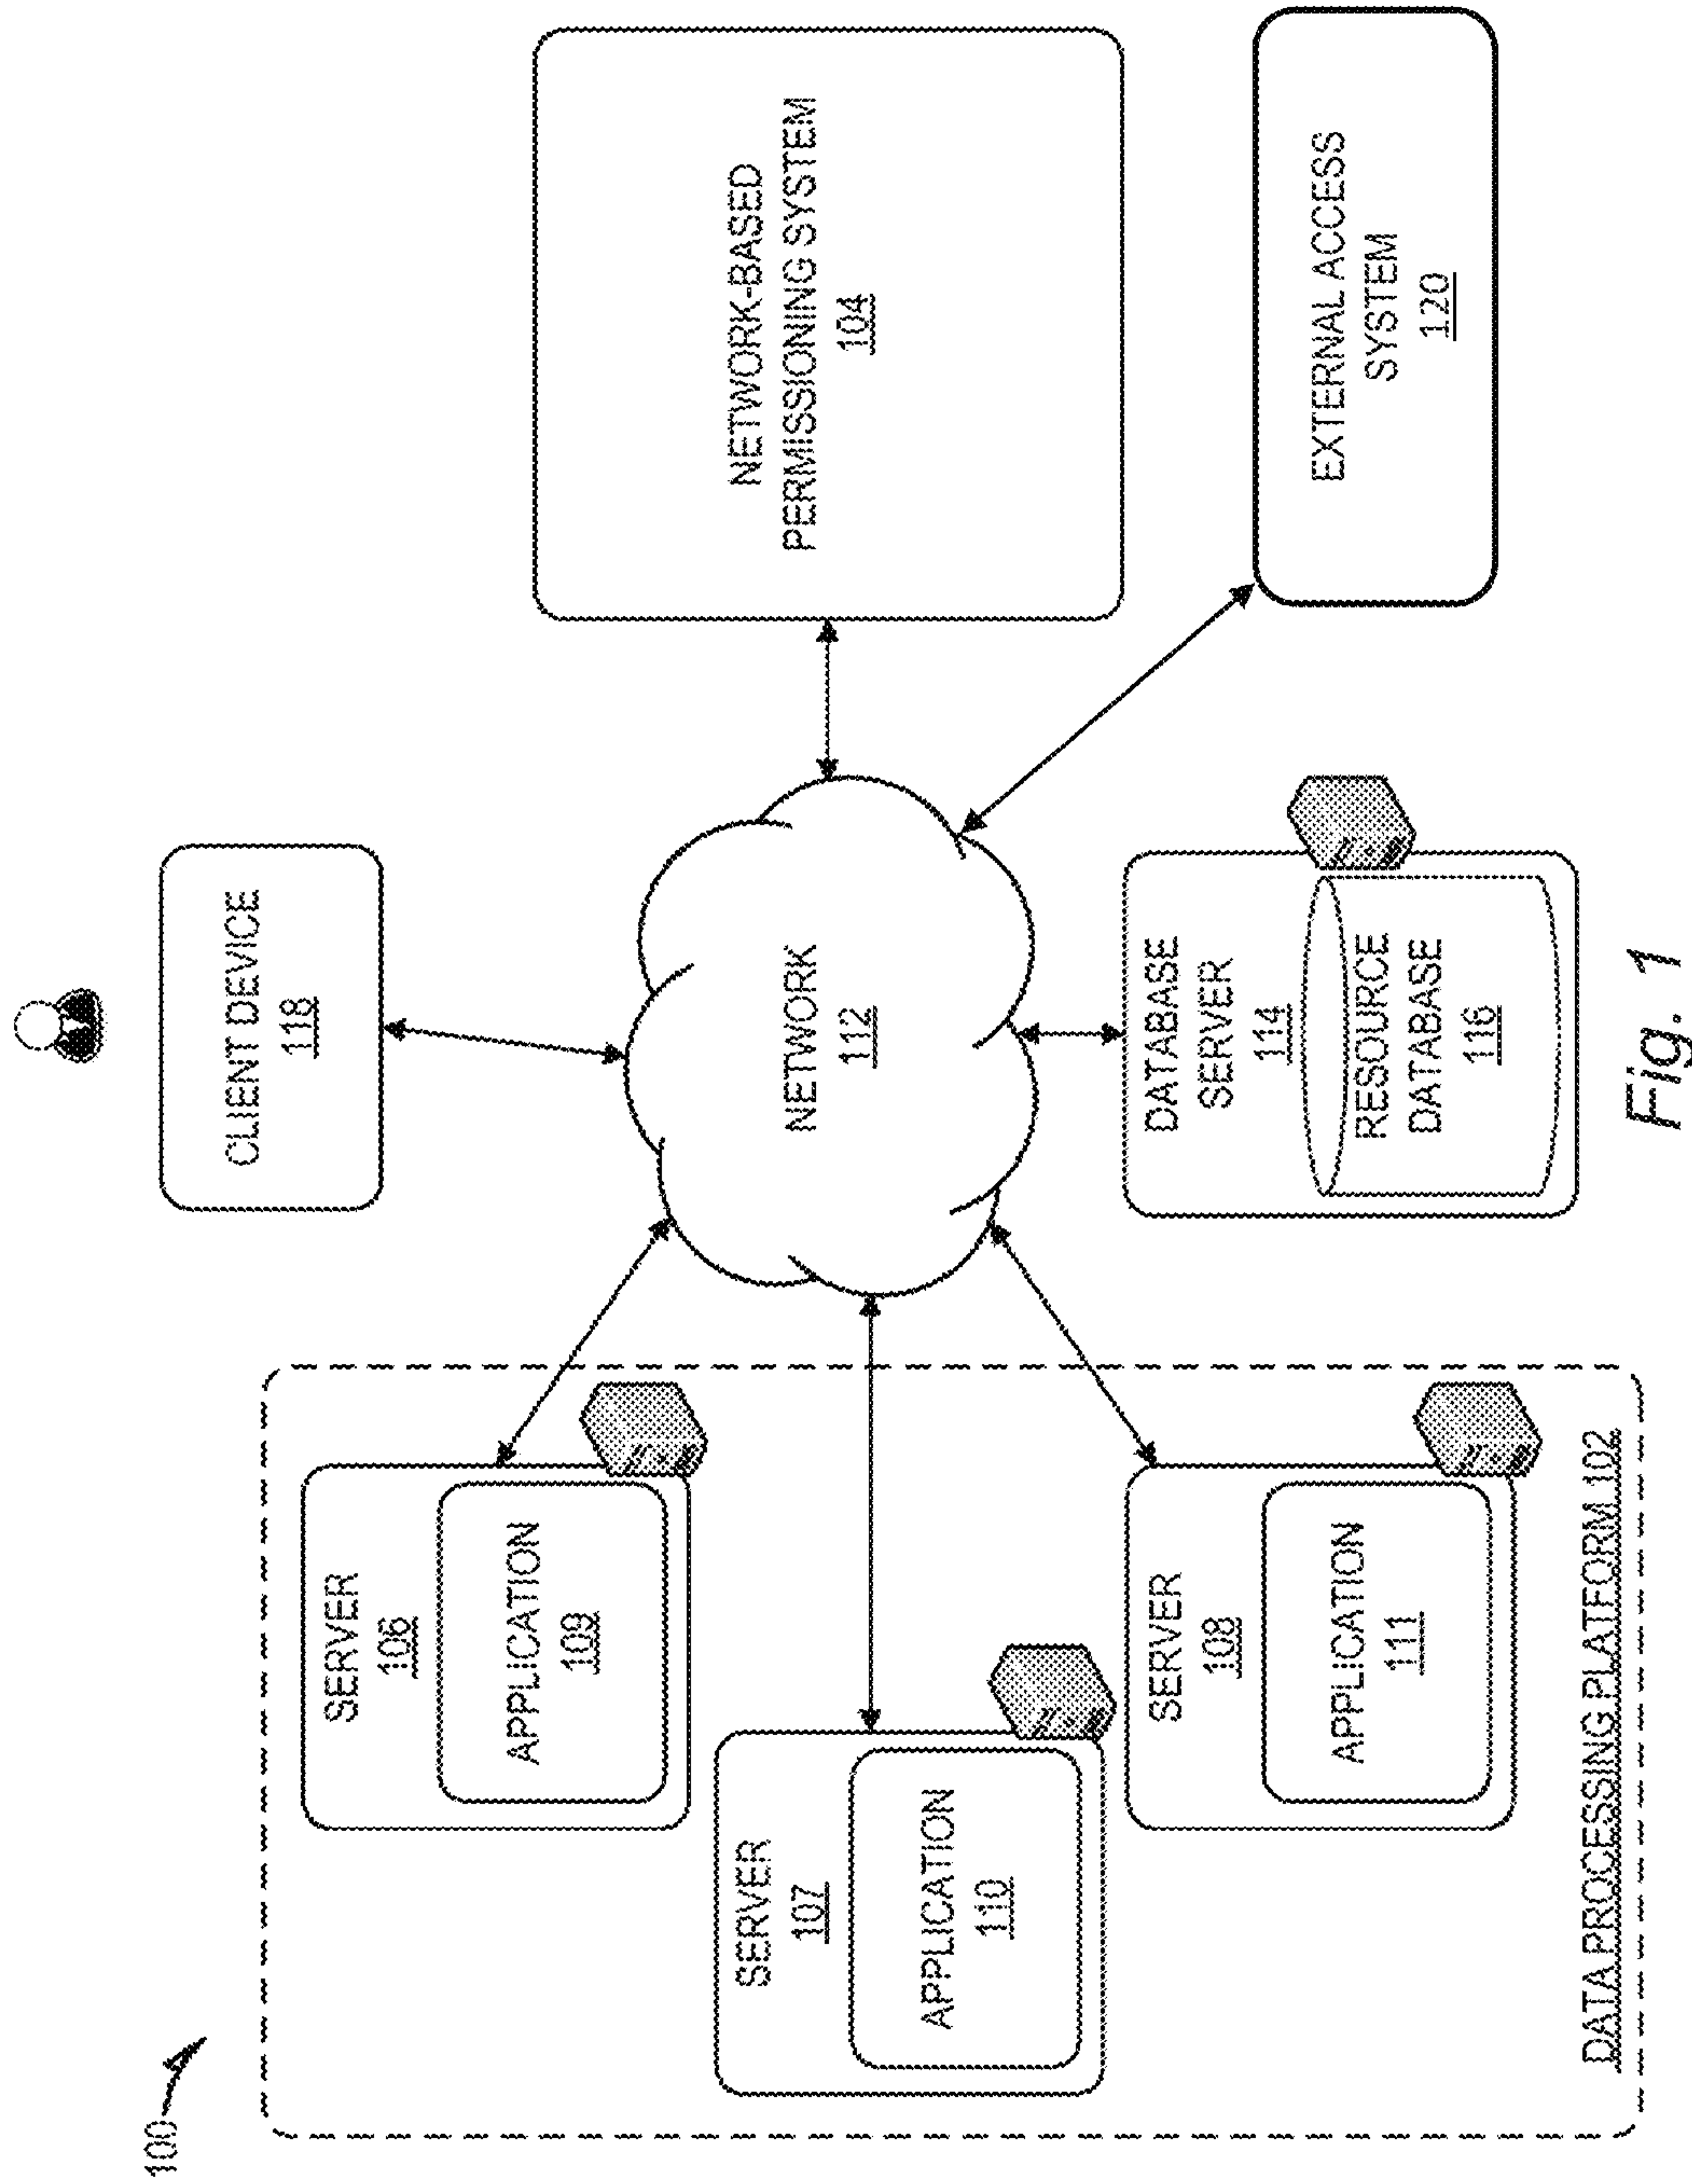 100
CLIENT DEVICE
118
SERVER
106
APPLICATION
109
SERVER
107
APPLICATION
110
SERVER
108
APPLICATION
111
DATA PROCESSING PLATFORM 102
NETWORK
112
NETWORK-BASED
PERMISSIONING SYSTEM
104
DATABASE
SERVER
114
RESOURCE
DATABASE
116
EXTERNAL ACCESS
SYSTEM
120
Fig. 1